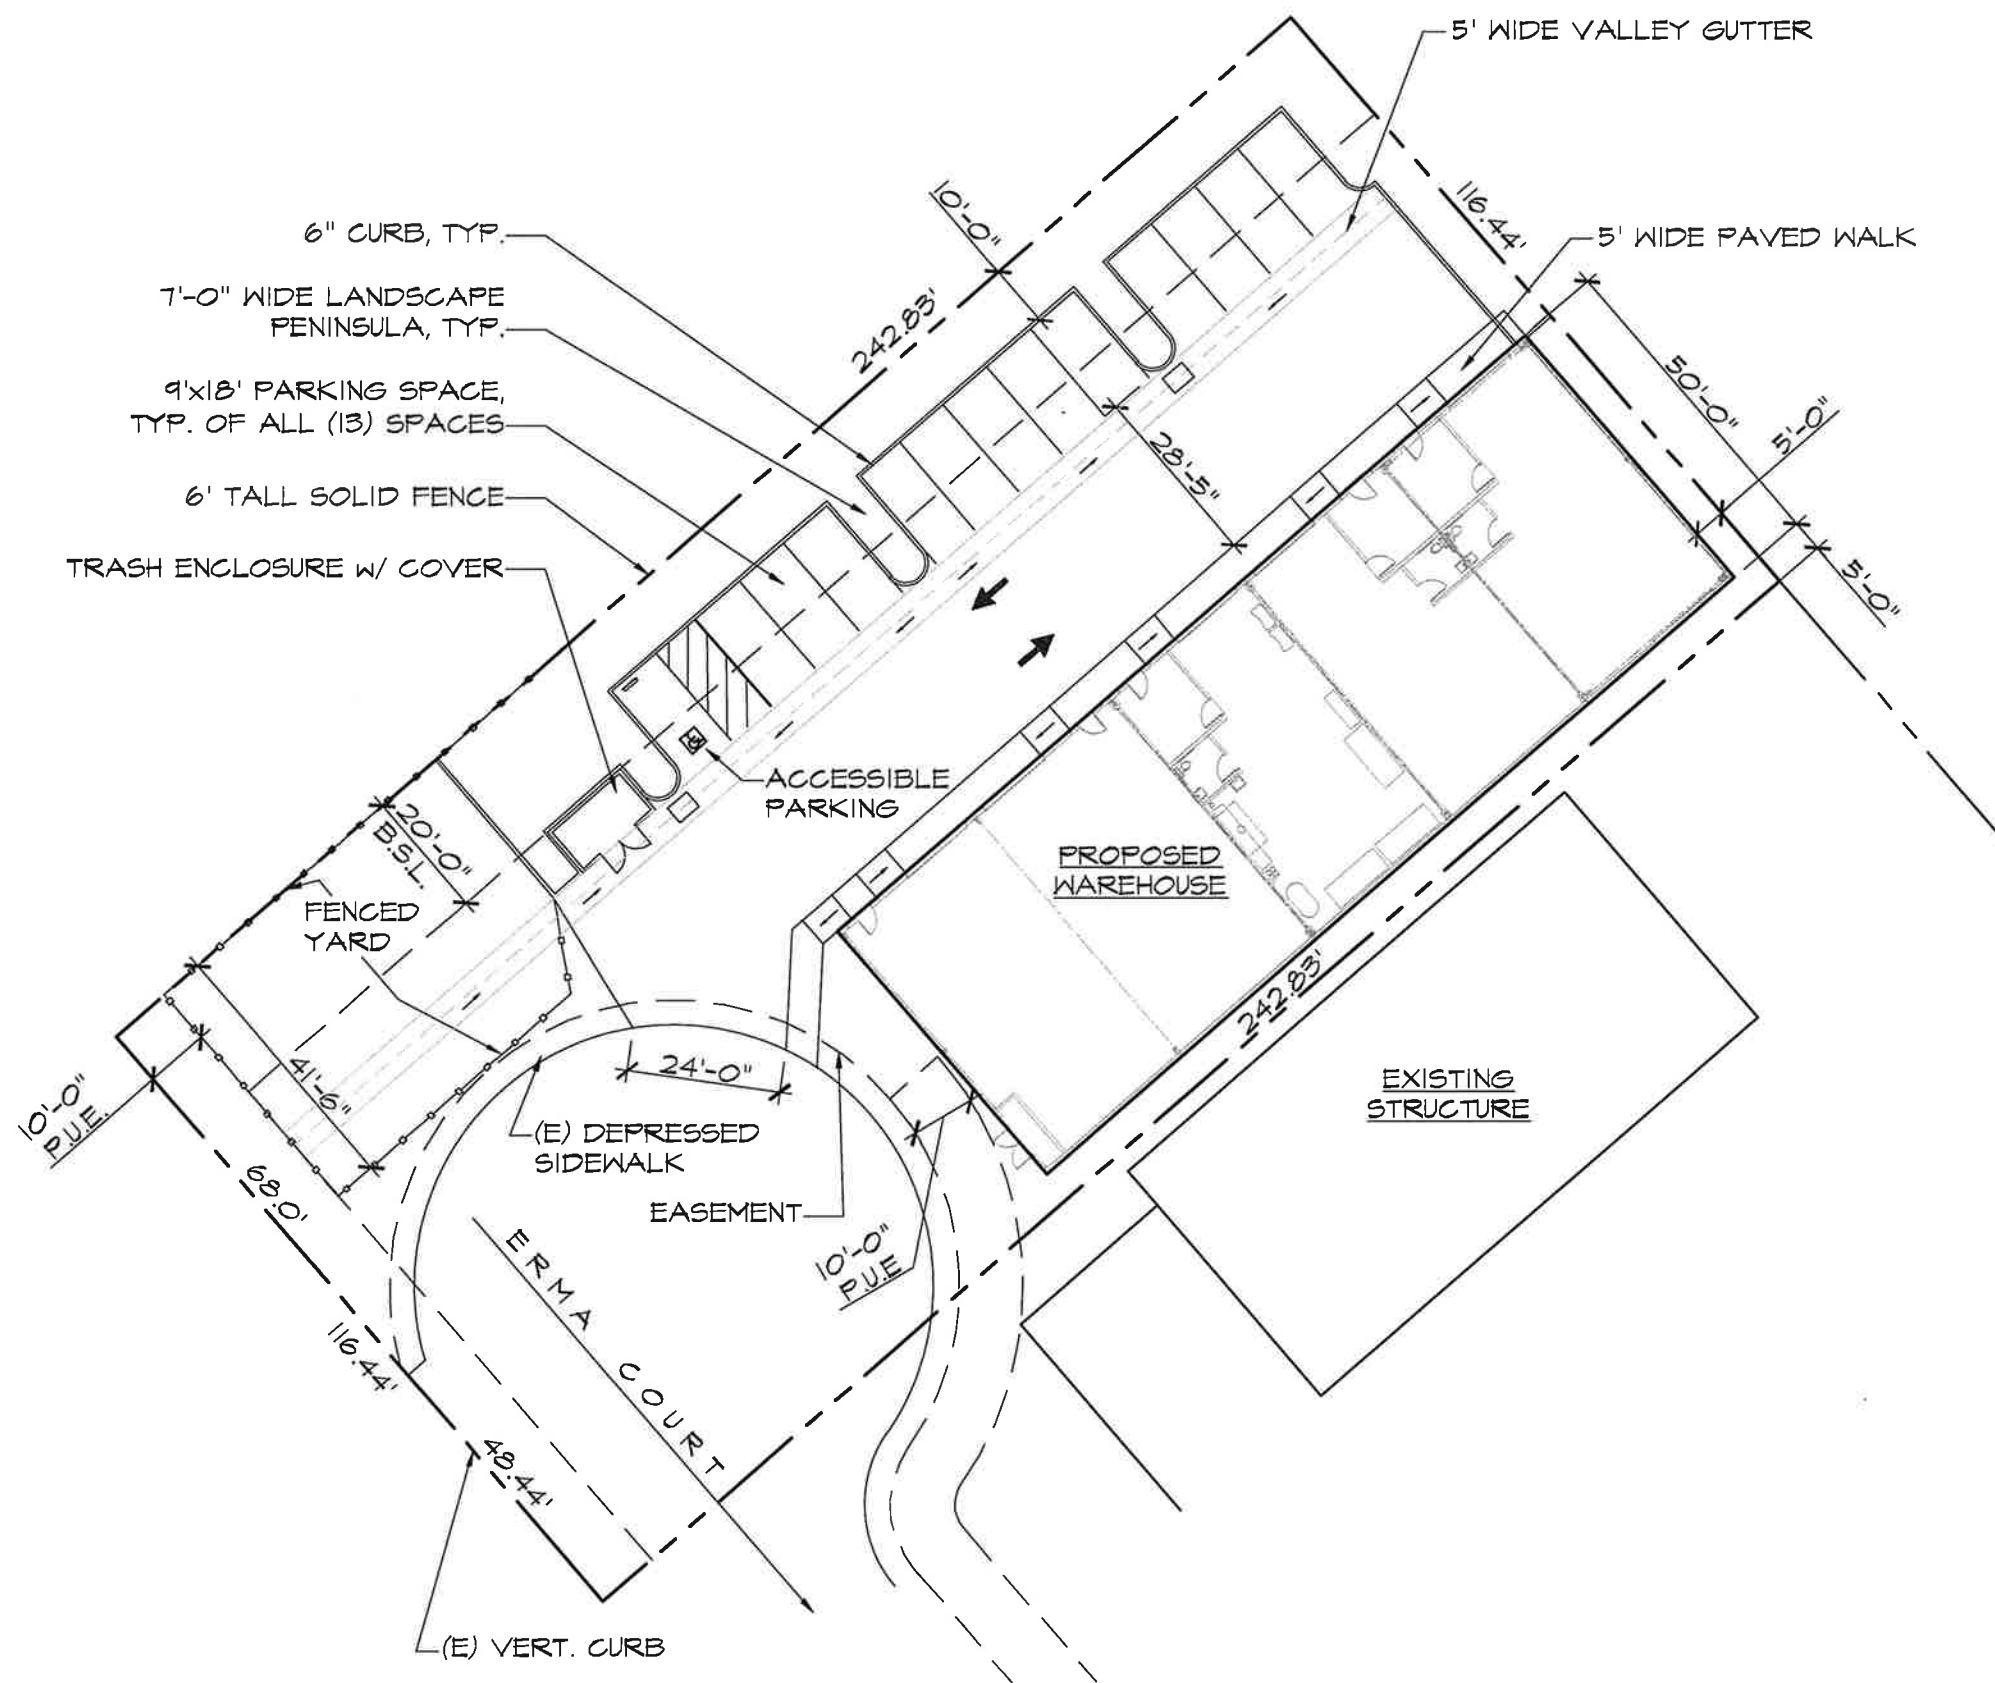 5' WIDE VALLEY GUTTER
10'-0"
116.44'
6" CURB, TYP.
5' WIDE PAVED WALK
7'-0" WIDE LANDSCAPE
PENINSULA, TYP.
242.83'
9'x18' PARKING SPACE,
TYP. OF ALL (13) SPACES
50'-0"
5'-0"
28'-5"
6' TALL SOLID FENCE
TRASH ENCLOSURE W/ COVER
5'-0"
ACCESSIBLE
PARKING
20'-0"
B.S.L.
PROPOSED
WAREHOUSE
FENCED
YARD
242.83'
41'-6"
24'-0"
10'-0"
P.U.E.
EXISTING
STRUCTURE
(E) DEPRESSED
SIDEWALK
68.0'
EASEMENT
10'-0"
P.U.E
ERMA COURT
116.44'
48.44'
(E) VERT. CURB